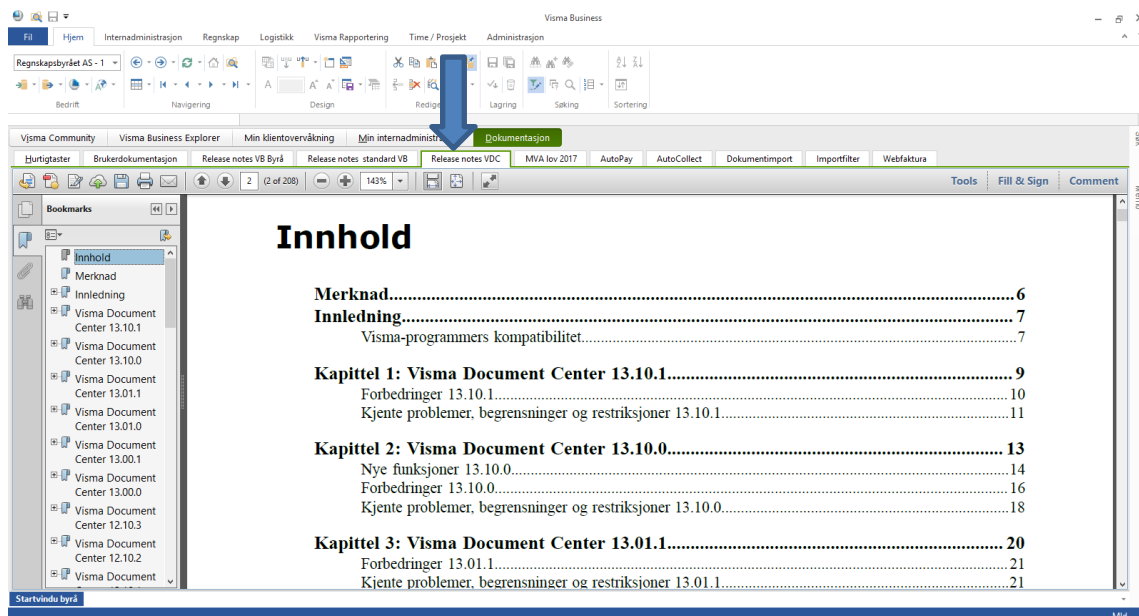 Visma Business
Fil Hjem Internadministrasjon Regnskap Logistikk Visma Rapportering Time / Prosjekt Administrasjon
Regnskapsbyrået AS - 1
Bedrift Navigering Design Redige Lagring Søking Sortering
Visma Community Visma Business Explorer Min klientovervåkning Min internadminist Dokumentasjon
Hurtigtaster Brukerdokumentasjon Release notes VB Byrå Release notes standard VB Release notes VDC MVA lov 2017 AutoPay AutoCollect Dokumentimport Importfilter Webfaktura
2 (2 of 208) 143% Tools Fill & Sign Comment
Bookmarks
Innhold
Merknad
Innledning
Visma Document
Center 13.10.1
Visma Document
Center 13.10.0
Visma Document
Center 13.01.1
Visma Document
Center 13.01.0
Visma Document
Center 13.00.1
Visma Document
Center 13.00.0
Visma Document
Center 12.10.3
Visma Document
Center 12.10.2
Visma Document
Innhold
Merknad 6
Innledning 7
Visma-programmers kompatibilitet 7
Kapittel 1: Visma Document Center 13.10.1 9
Forbedringer 13.10.1 10
Kjente problemer, begrensninger og restriksjoner 13.10.1 11
Kapittel 2: Visma Document Center 13.10.0 13
Nye funksjoner 13.10.0 14
Forbedringer 13.10.0 16
Kjente problemer, begrensninger og restriksjoner 13.10.0 18
Kapittel 3: Visma Document Center 13.01.1 20
Forbedringer 13.01.1 21
Kjente problemer, begrensninger og restriksjoner 13.01.1 21
Startvindu byrå